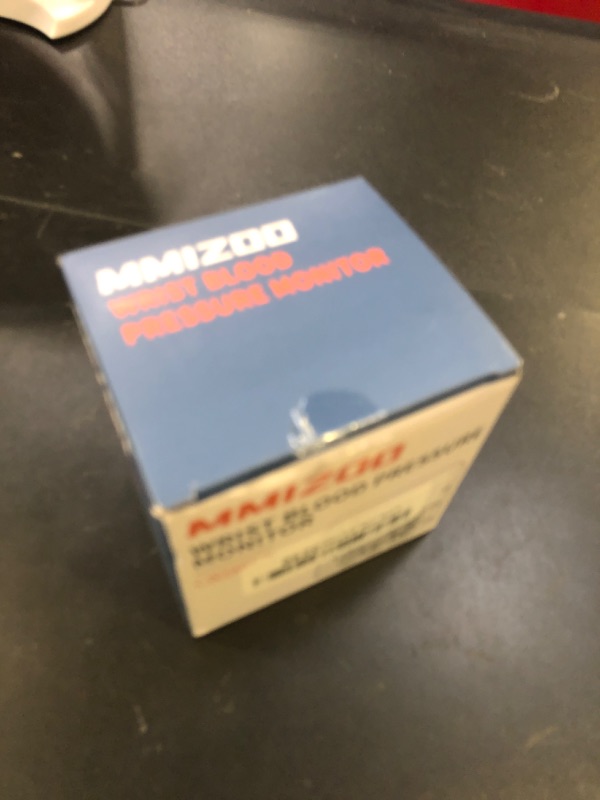 MMIZOO
WRIST BLOOD
PRESSURE MONITOR
MMIZOO
WRIST BLOOD PRESSURE
MONITOR